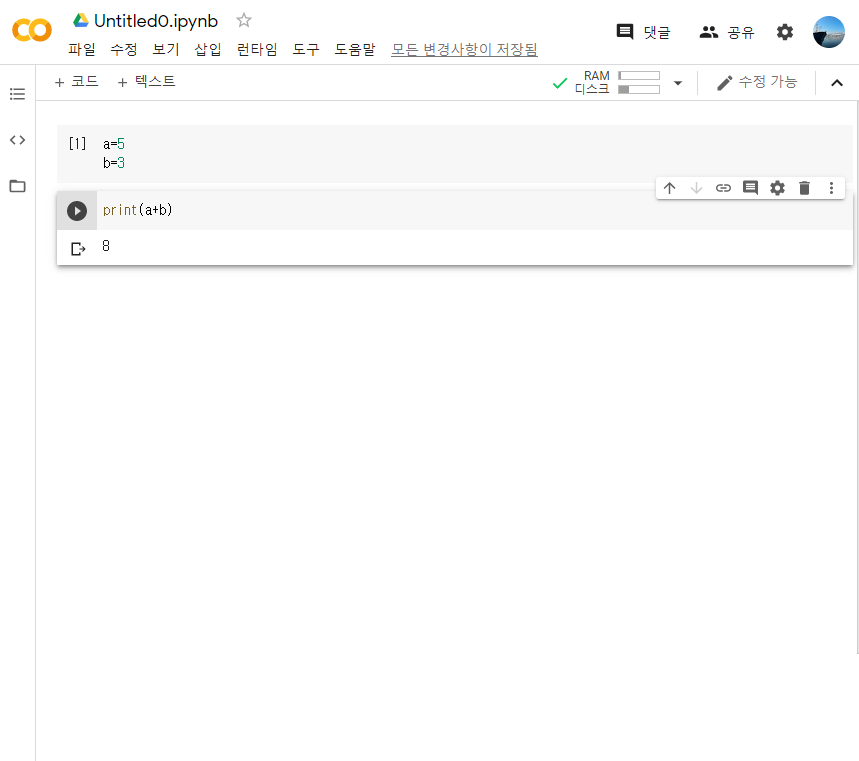 Untitled0.ipynb
파일 수정 보기 삽입 런타임 도구 도움말 모든 변경사항이 저장됨
댓글 공유
+ 코드 + 텍스트
RAM
디스크
수정 가능
[1] a=5
b=3
print(a+b)
8